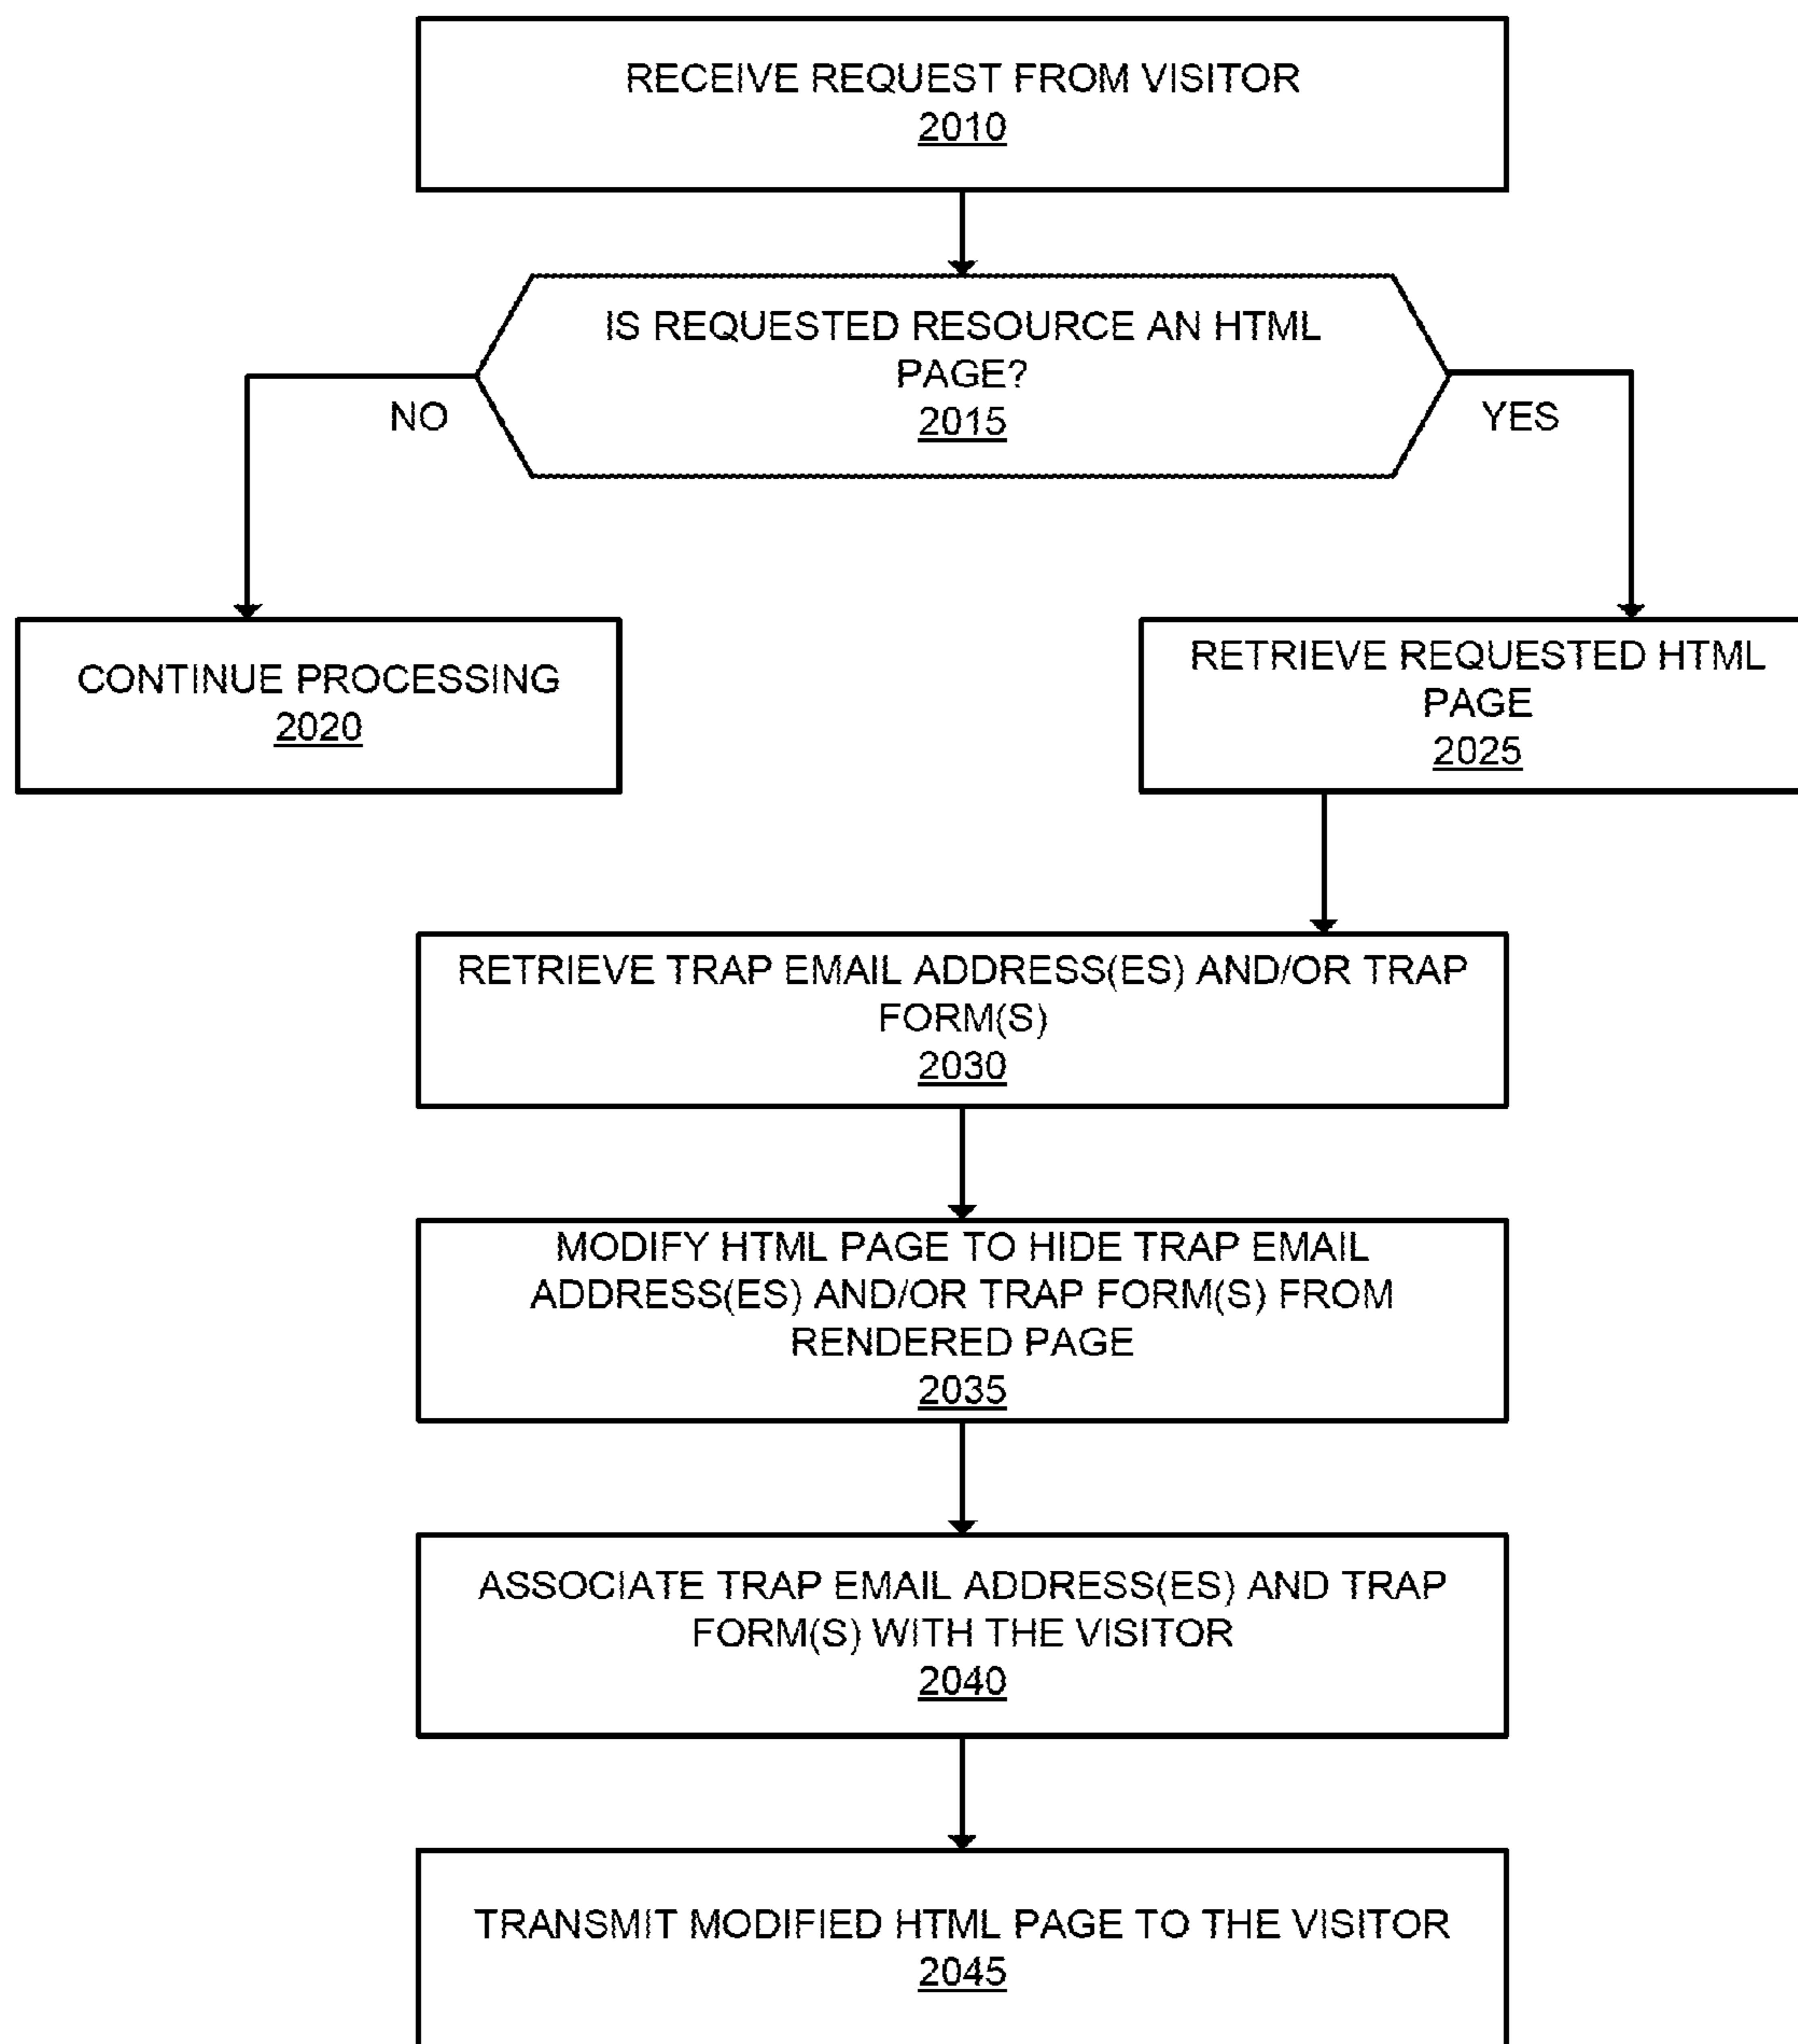 RECEIVE REQUEST FROM VISITOR
2010
IS REQUESTED RESOURCE AN HTML
PAGE?
2015
NO
YES
CONTINUE PROCESSING
2020
RETRIEVE REQUESTED HTML
PAGE
2025
RETRIEVE TRAP EMAIL ADDRESS(ES) AND/OR TRAP
FORM(S)
2030
MODIFY HTML PAGE TO HIDE TRAP EMAIL
ADDRESS(ES) AND/OR TRAP FORM(S) FROM
RENDERED PAGE
2035
ASSOCIATE TRAP EMAIL ADDRESS(ES) AND TRAP
FORM(S) WITH THE VISITOR
2040
TRANSMIT MODIFIED HTML PAGE TO THE VISITOR
2045